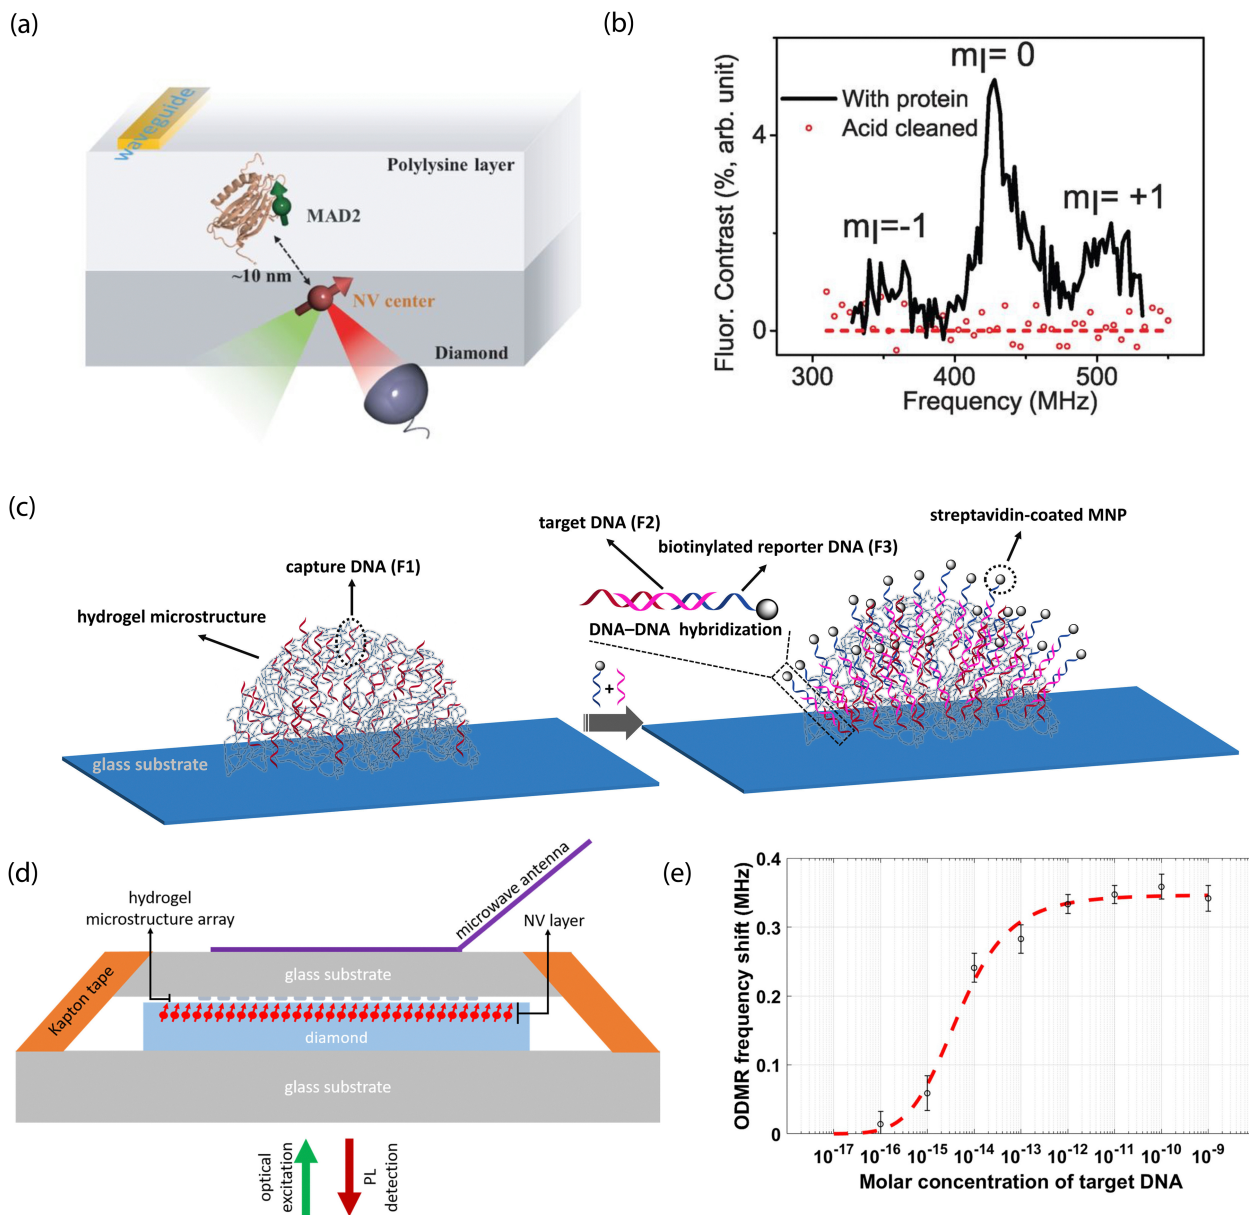 (a)
waveguide
Polylysine layer
MAD2
~10 nm
NV center
Diamond
(b)
mI= 0
With protein
Acid cleaned
mI=-1
mI= +1
Fluor. Contrast (%, arb. unit)
4
0
300
400
500
Frequency (MHz)
(c)
capture DNA (F1)
hydrogel microstructure
glass substrate
target DNA (F2)
biotinylated reporter DNA (F3)
DNA–DNA hybridization
+
streptavidin-coated MNP
(d)
hydrogel
microstructure array
microwave antenna
NV layer
Kapton tape
glass substrate
diamond
glass substrate
optical
excitation
PL
detection
(e)
ODMR frequency shift (MHz)
0.4
0.3
0.2
0.1
0
10-17 10-16 10-15 10-14 10-13 10-12 10-11 10-10 10-9
Molar concentration of target DNA